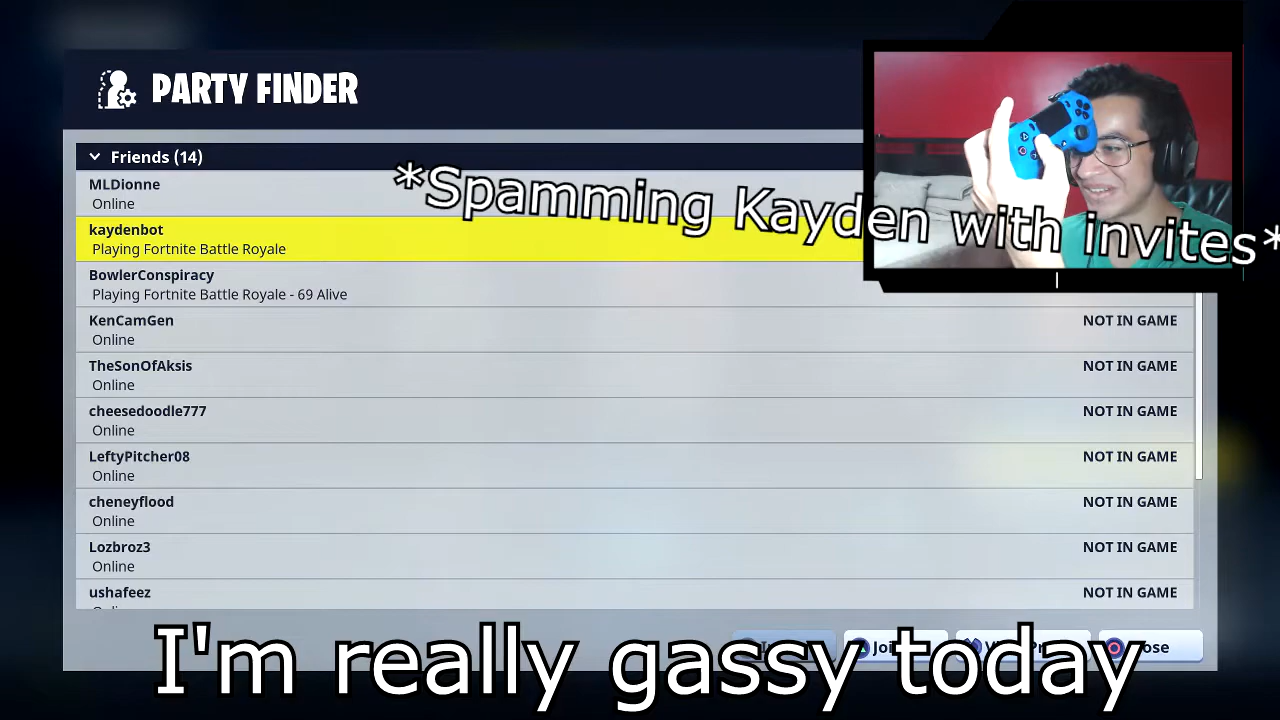 PARTY FINDER
Friends (14)
MLDionne
Online
*Spamming Kayden with invites*
kaydenbot
Playing Fortnite Battle Royale
BowlerConspiracy
Playing Fortnite Battle Royale - 69 Alive
KenCamGen
NOT IN GAME
Online
TheSonOfAksis
NOT IN GAME
Online
cheesedoodle777
NOT IN GAME
Online
LeftyPitcher08
NOT IN GAME
Online
cheneyflood
NOT IN GAME
Online
Lozbroz3
NOT IN GAME
Online
ushafeez
NOT IN GAME
I'm really gassy today